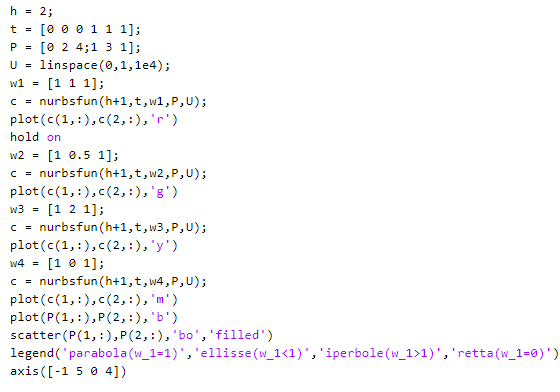 h = 2;
t = [0 0 0 1 1 1];
P = [0 2 4;1 3 1];
U = linspace(0,1,1e4);
w1 = [1 1 1];
c = nurbsfun(h+1,t,w1,P,U);
plot(c(1,:),c(2,:),'r')
hold on
w2 = [1 0.5 1];
c = nurbsfun(h+1,t,w2,P,U);
plot(c(1,:),c(2,:),'g')
w3 = [1 2 1];
c = nurbsfun(h+1,t,w3,P,U);
plot(c(1,:),c(2,:),'y')
w4 = [1 0 1];
c = nurbsfun(h+1,t,w4,P,U);
plot(c(1,:),c(2,:),'m')
plot(P(1,:),P(2,:),'b')
scatter(P(1,:),P(2,:),'bo','filled')
legend('parabola(w_1=1)','ellisse(w_1<1)','iperbole(w_1>1)','retta(w_1=0)')
axis([-1 5 0 4])